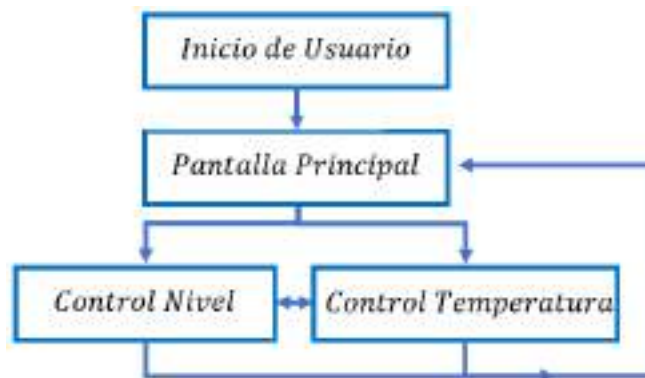 Inicio de Usuario
Pantalla Principal
Control Nivel
Control Temperatura